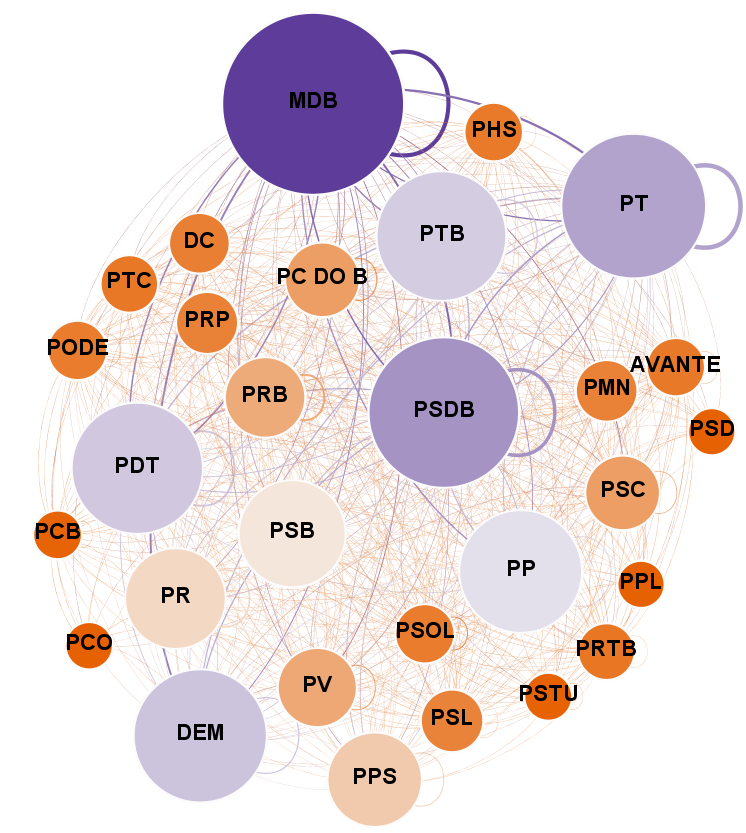 MDB
PHS
PT
PTB
DC
PC DO B
PTC
PRP
PODE
AVANTE
PMN
PRB
PSDB
PSD
PDT
PSC
PCB
PSB
PP
PPL
PR
PSOL
PCO
PRTB
PV
PSTU
PSL
DEM
PPS